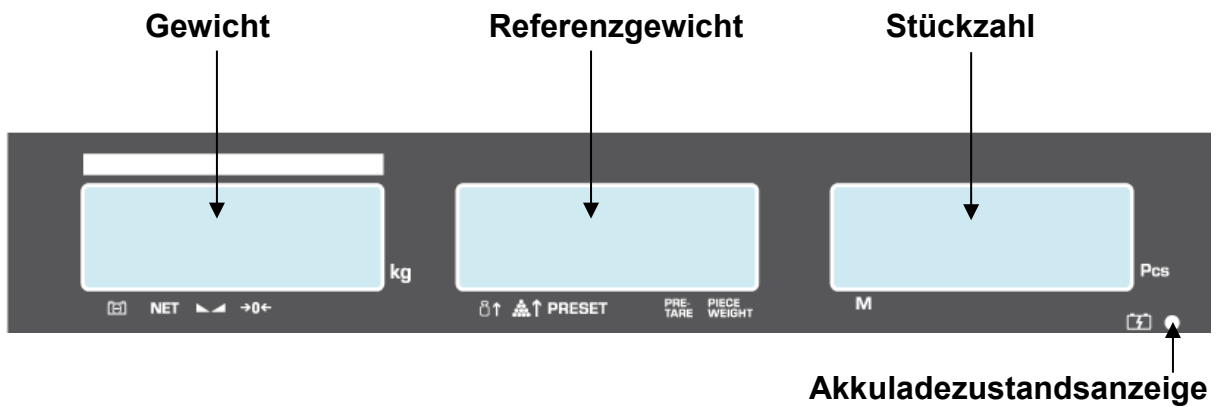 Gewicht Referenzgewicht Stückzahl
kg Pcs
NET →0← PRESET PRE-TARE PIECE WEIGHT M
Akkuladezustandsanzeige